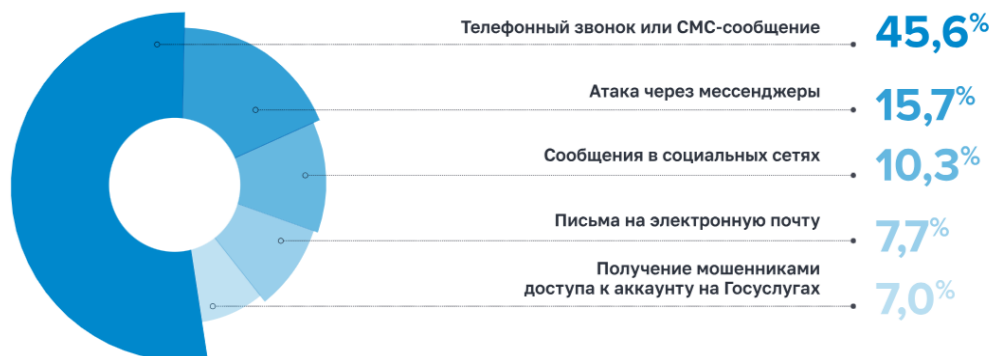 Телефонный звонок или СМС-сообщение 45,6%
Атака через мессенджеры 15,7%
Сообщения в социальных сетях 10,3%
Письма на электронную почту 7,7%
Получение мошенниками
доступа к аккаунту на Госуслугах 7,0%